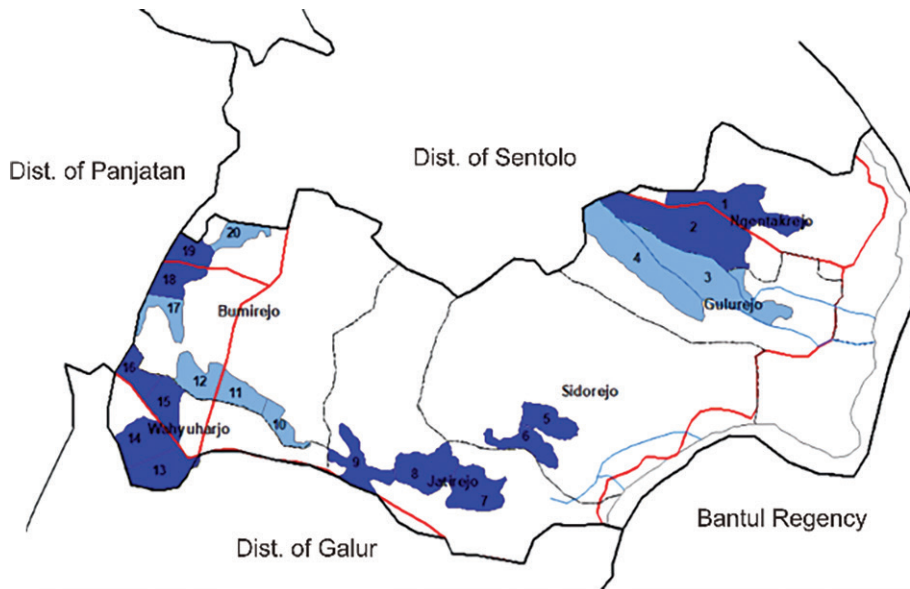 Dist. of Panjatan
Dist. of Sentolo
1
Ngentakrejo
2
20
19
4
3
18
Gulurejo
17
Bumirejo
16
12
11
15
Sidorejo
10
5
14
Wahyuharjo
6
13
9
8
Jatirejo
7
Bantul Regency
Dist. of Galur